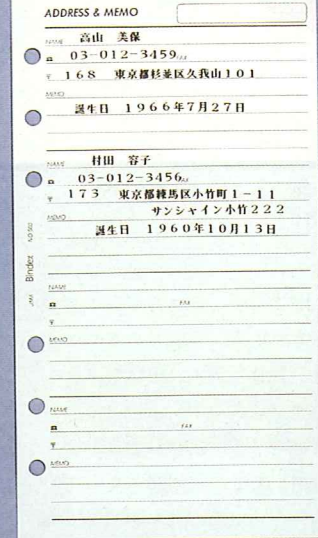 ADDRESS & MEMO
NAME 高山 美保
☎ 03-012-3459 FAX
〒 168 東京都杉並区久我山101
MEMO
誕生日 1966年7月27日
NAME 村田 容子
☎ 03-012-3456 FAX
〒 173 東京都練馬区小竹町1-11
サンシャイン小竹222
MEMO
誕生日 1960年10月13日
NAME
☎ FAX
〒
MEMO
NAME
☎ FAX
〒
MEMO
Bindex